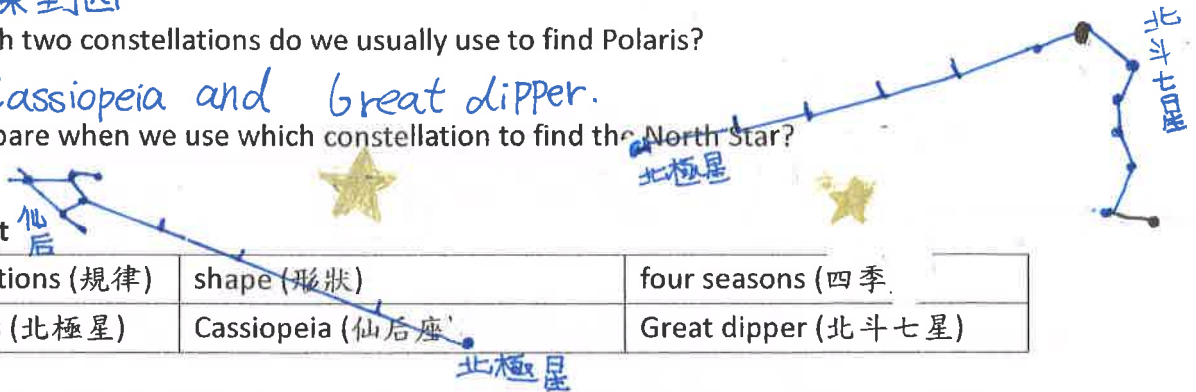 h two constellations do we usually use to find Polaris?
北斗七星
Cassiopeia and Great dipper.
pare when we use which constellation to find the North Star?
北極星
仙后
t
tions (規律) shape (形狀) four seasons (四季
(北極星) Cassiopeia (仙后座 Great dipper (北斗七星)
北極星